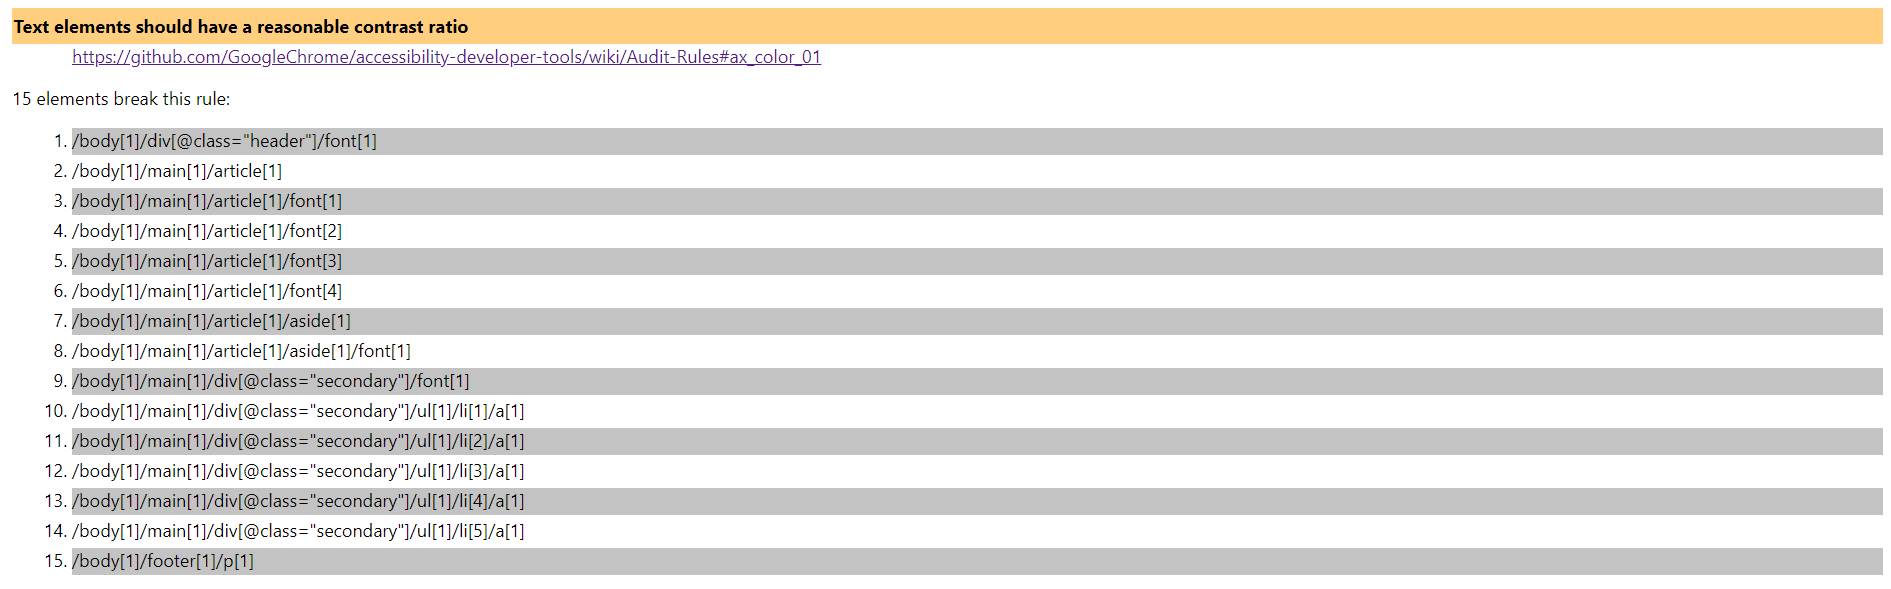 Text elements should have a reasonable contrast ratio
https://github.com/GoogleChrome/accessibility-developer-tools/wiki/Audit-Rules#ax_color_01
15 elements break this rule:
1. /body[1]/div[@class="header"]/font[1]
2. /body[1]/main[1]/article[1]
3. /body[1]/main[1]/article[1]/font[1]
4. /body[1]/main[1]/article[1]/font[2]
5. /body[1]/main[1]/article[1]/font[3]
6. /body[1]/main[1]/article[1]/font[4]
7. /body[1]/main[1]/article[1]/aside[1]
8. /body[1]/main[1]/article[1]/aside[1]/font[1]
9. /body[1]/main[1]/div[@class="secondary"]/font[1]
10. /body[1]/main[1]/div[@class="secondary"]/ul[1]/li[1]/a[1]
11. /body[1]/main[1]/div[@class="secondary"]/ul[1]/li[2]/a[1]
12. /body[1]/main[1]/div[@class="secondary"]/ul[1]/li[3]/a[1]
13. /body[1]/main[1]/div[@class="secondary"]/ul[1]/li[4]/a[1]
14. /body[1]/main[1]/div[@class="secondary"]/ul[1]/li[5]/a[1]
15. /body[1]/footer[1]/p[1]